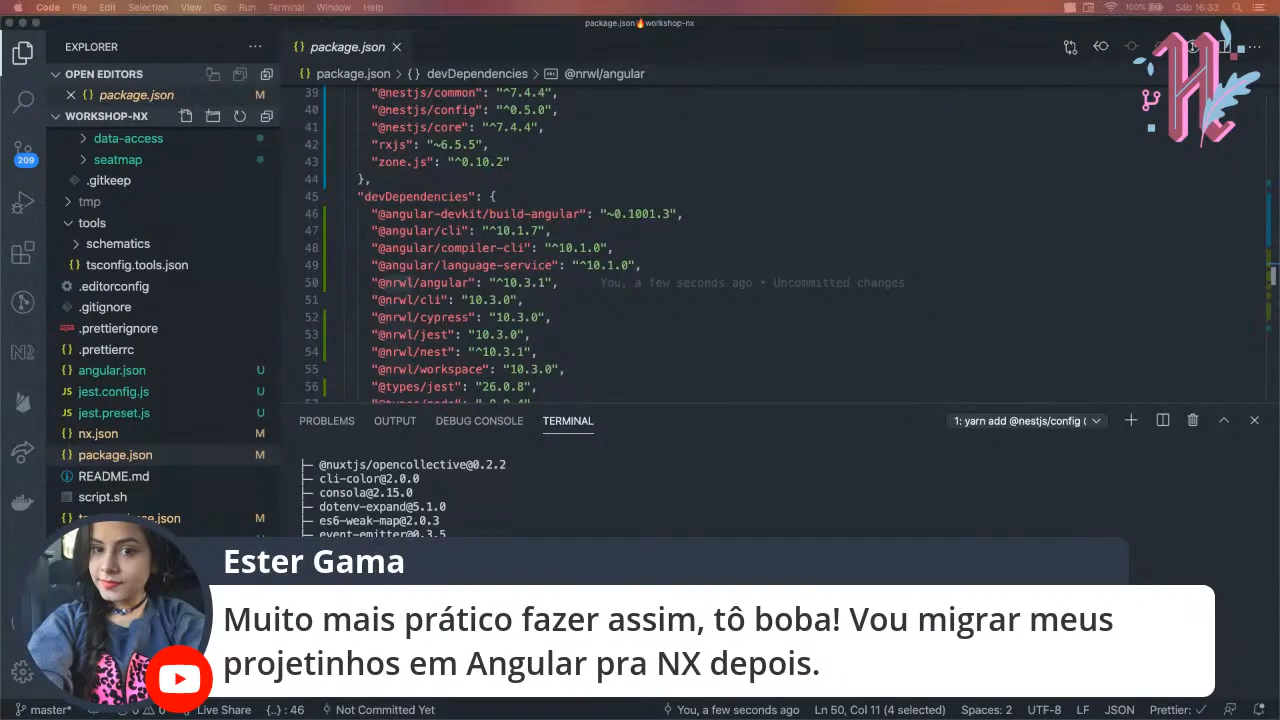 Code File Edit Selection View Go Run Terminal Window Help 100% Sáb 16:33
package.json🔥workshop-nx
EXPLORER
package.json
OPEN EDITORS
package.json M
package.json > { } devDependencies > @nrwl/angular
WORKSHOP-NX
data-access
seatmap
.gitkeep
tmp
tools
schematics
tsconfig.tools.json
.editorconfig
.gitignore
.prettierignore
.prettierrc
angular.json U
jest.config.js U
jest.preset.js U
nx.json M
package.json M
README.md
script.sh
209
39 "@nestjs/common": "^7.4.4",
40 "@nestjs/config": "^0.5.0",
41 "@nestjs/core": "^7.4.4",
42 "rxjs": "~6.5.5",
43 "zone.js": "^0.10.2"
44 },
45 "devDependencies": {
46 "@angular-devkit/build-angular": "~0.1001.3",
47 "@angular/cli": "^10.1.7",
48 "@angular/compiler-cli": "^10.1.0",
49 "@angular/language-service": "^10.1.0",
50 "@nrwl/angular": "^10.3.1", You, a few seconds ago • Uncommitted changes
51 "@nrwl/cli": "10.3.0",
52 "@nrwl/cypress": "10.3.0",
53 "@nrwl/jest": "10.3.0",
54 "@nrwl/nest": "^10.3.1",
55 "@nrwl/workspace": "10.3.0",
56 "@types/jest": "26.0.8",
PROBLEMS OUTPUT DEBUG CONSOLE TERMINAL 1: yarn add @nestjs/config (
├─ @nuxtjs/opencollective@0.2.2
├─ cli-color@2.0.0
├─ consola@2.15.0
├─ dotenv-expand@5.1.0
├─ es6-weak-map@2.0.3
├─ event-emitter@0.3.5
Ester Gama
Muito mais prático fazer assim, tô boba! Vou migrar meus
projetinhos em Angular pra NX depois.
master* Live Share {..} : 46 Not Committed Yet You, a few seconds ago Ln 50, Col 11 (4 selected) Spaces: 2 UTF-8 LF JSON Prettier: ✓